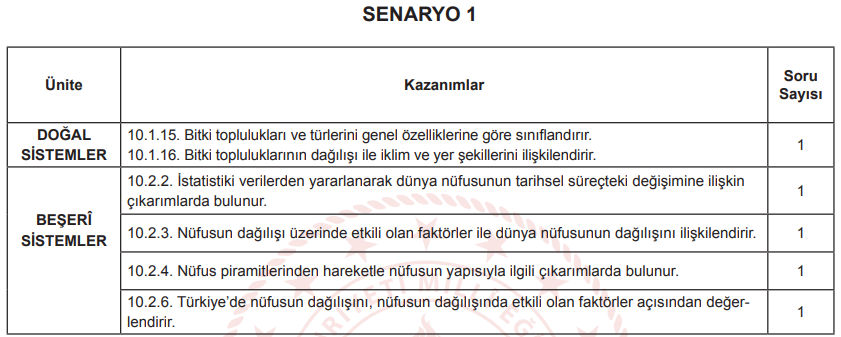 SENARYO 1
Ünite
Kazanımlar
Soru
Sayısı
DOĞAL
SİSTEMLER
10.1.15. Bitki toplulukları ve türlerini genel özelliklerine göre sınıflandırır.
10.1.16. Bitki topluluklarının dağılışı ile iklim ve yer şekillerini ilişkilendirir.
1
BEŞERÎ
SİSTEMLER
10.2.2. İstatistiki verilerden yararlanarak dünya nüfusunun tarihsel süreçteki değişimine ilişkin
çıkarımlarda bulunur.
1
10.2.3. Nüfusun dağılışı üzerinde etkili olan faktörler ile dünya nüfusunun dağılışını ilişkilendirir.
1
10.2.4. Nüfus piramitlerinden hareketle nüfusun yapısıyla ilgili çıkarımlarda bulunur.
1
10.2.6. Türkiye’de nüfusun dağılışını, nüfusun dağılışında etkili olan faktörler açısından değer-
lendirir.
1